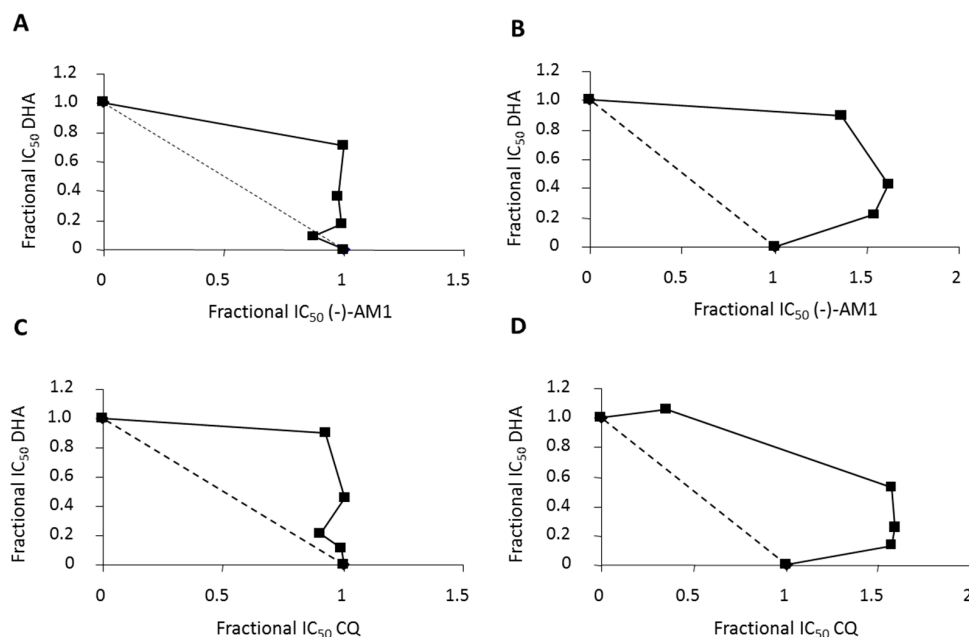 A
Fractional IC₅₀ DHA
1.2
1.0
0.8
0.6
0.4
0.2
0
0 0.5 1 1.5
Fractional IC₅₀ (-)-AM1
B
Fractional IC₅₀ DHA
1.2
1.0
0.8
0.6
0.4
0.2
0
0 0.5 1 1.5 2
Fractional IC₅₀ (-)-AM1
C
Fractional IC₅₀ DHA
1.2
1.0
0.8
0.6
0.4
0.2
0
0 0.5 1 1.5
Fractional IC₅₀ CQ
D
Fractional IC₅₀ DHA
1.2
1.0
0.8
0.6
0.4
0.2
0
0 0.5 1 1.5 2
Fractional IC₅₀ CQ